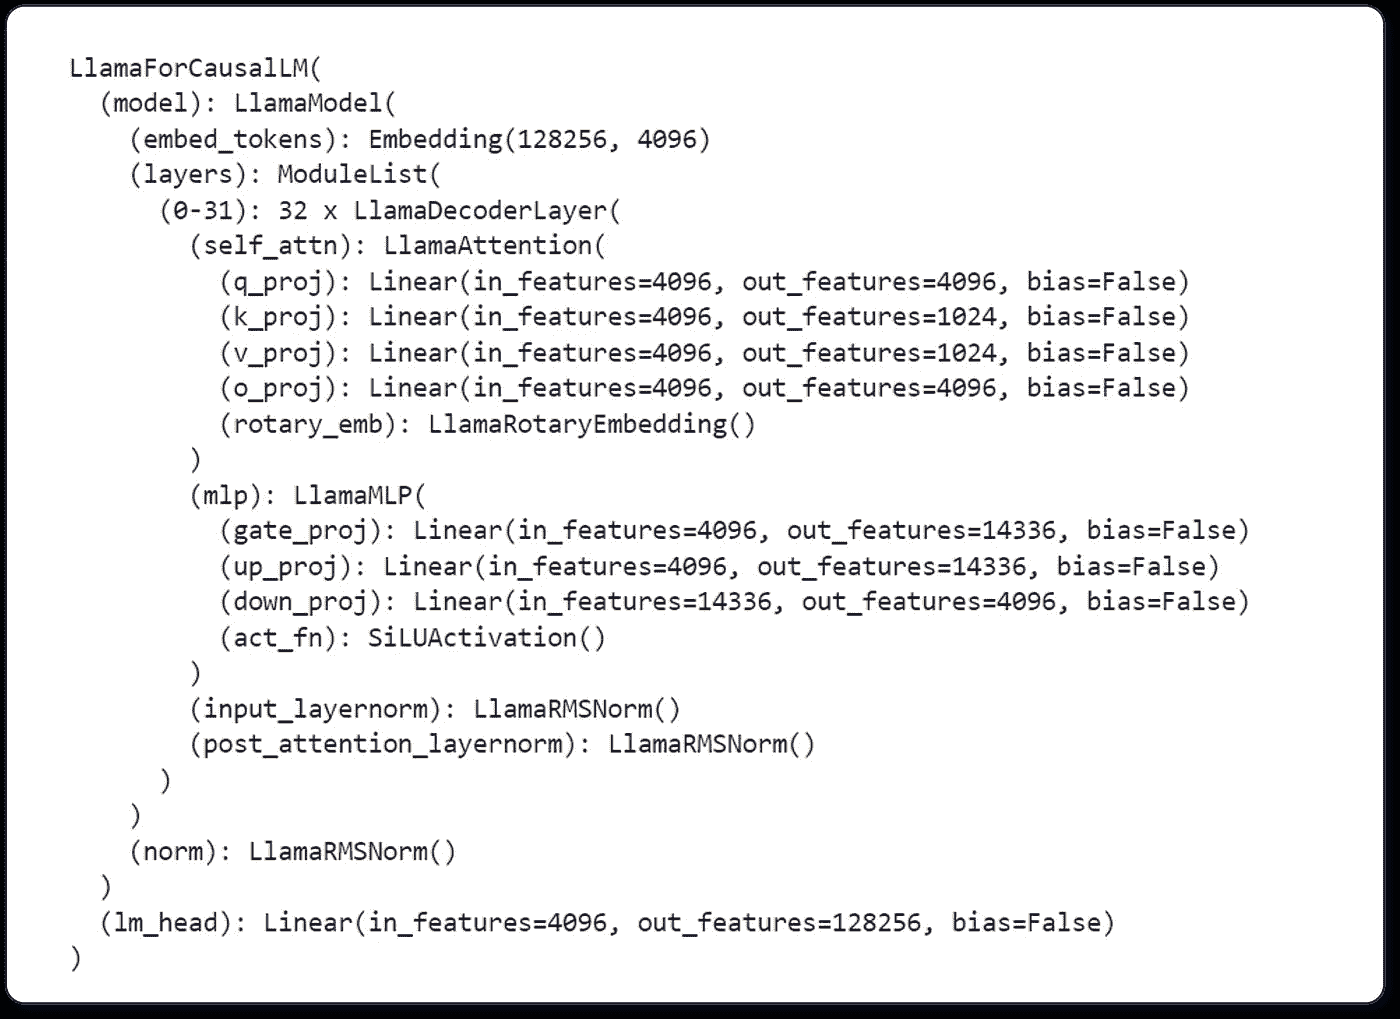 LlamaForCausalLM(
  (model): LlamaModel(
    (embed_tokens): Embedding(128256, 4096)
    (layers): ModuleList(
      (0-31): 32 x LlamaDecoderLayer(
        (self_attn): LlamaAttention(
          (q_proj): Linear(in_features=4096, out_features=4096, bias=False)
          (k_proj): Linear(in_features=4096, out_features=1024, bias=False)
          (v_proj): Linear(in_features=4096, out_features=1024, bias=False)
          (o_proj): Linear(in_features=4096, out_features=4096, bias=False)
          (rotary_emb): LlamaRotaryEmbedding()
        )
        (mlp): LlamaMLP(
          (gate_proj): Linear(in_features=4096, out_features=14336, bias=False)
          (up_proj): Linear(in_features=4096, out_features=14336, bias=False)
          (down_proj): Linear(in_features=14336, out_features=4096, bias=False)
          (act_fn): SiLUActivation()
        )
        (input_layernorm): LlamaRMSNorm()
        (post_attention_layernorm): LlamaRMSNorm()
      )
    )
    (norm): LlamaRMSNorm()
  )
  (lm_head): Linear(in_features=4096, out_features=128256, bias=False)
)